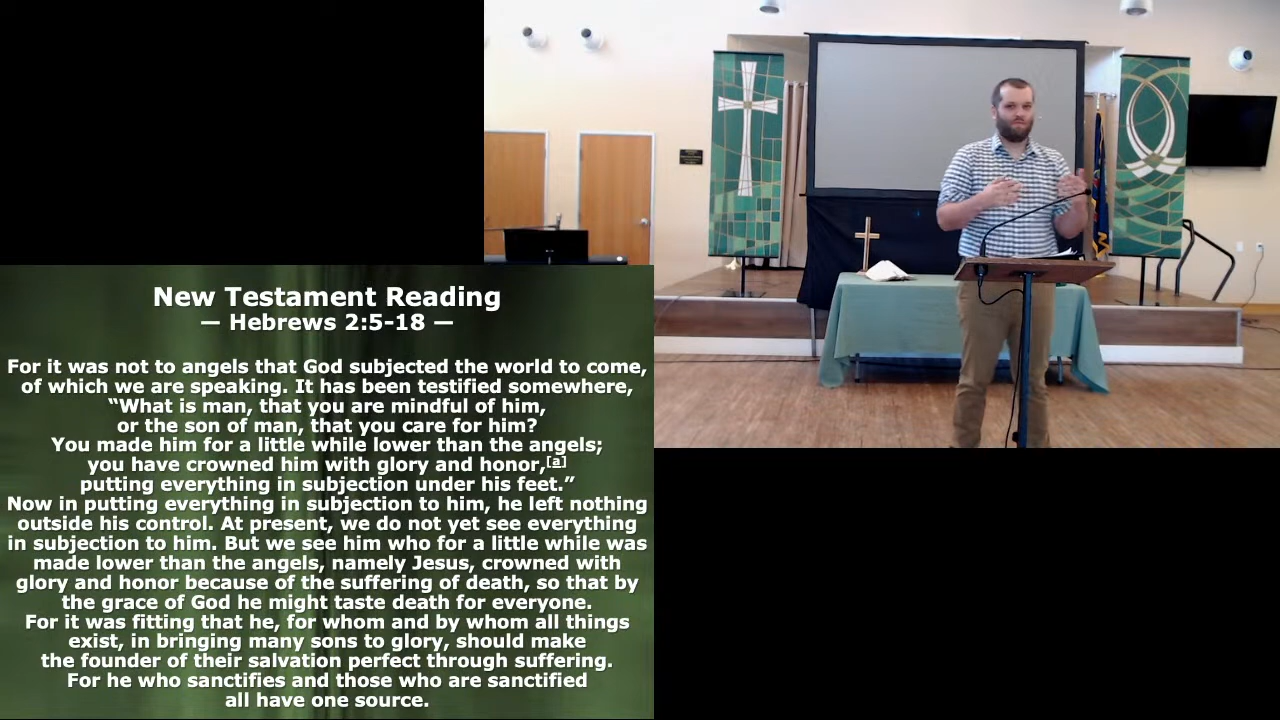 New Testament Reading
— Hebrews 2:5-18 —
For it was not to angels that God subjected the world to come,
of which we are speaking. It has been testified somewhere,
“What is man, that you are mindful of him,
or the son of man, that you care for him?
You made him for a little while lower than the angels;
you have crowned him with glory and honor,[a]
putting everything in subjection under his feet.”
Now in putting everything in subjection to him, he left nothing
outside his control. At present, we do not yet see everything
in subjection to him. But we see him who for a little while was
made lower than the angels, namely Jesus, crowned with
glory and honor because of the suffering of death, so that by
the grace of God he might taste death for everyone.
For it was fitting that he, for whom and by whom all things
exist, in bringing many sons to glory, should make
the founder of their salvation perfect through suffering.
For he who sanctifies and those who are sanctified
all have one source.